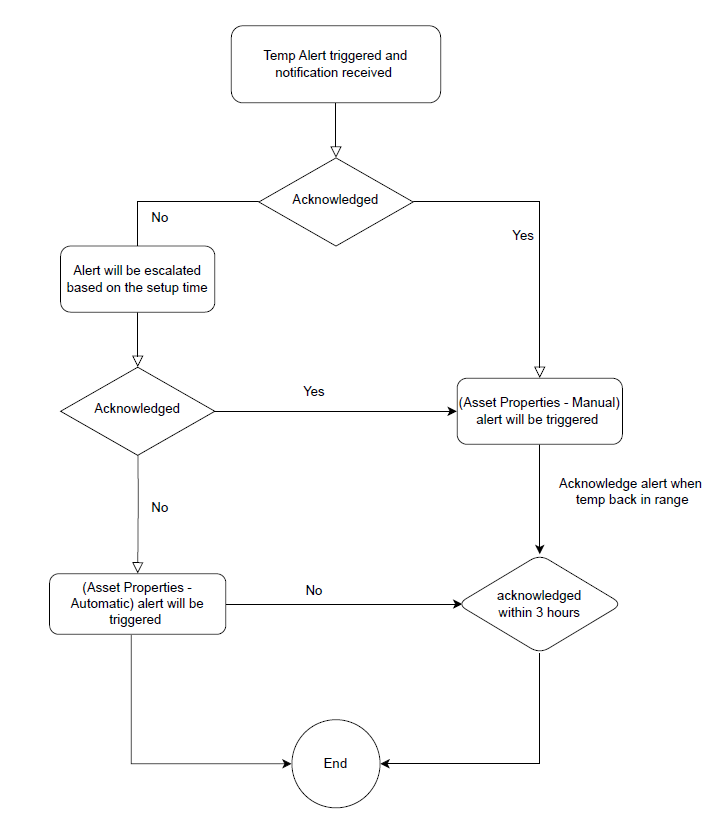 Temp Alert triggered and
notification received
Acknowledged
No
Yes
Alert will be escalated
based on the setup time
Acknowledged
Yes
(Asset Properties - Manual)
alert will be triggered
Acknowledge alert when
temp back in range
No
(Asset Properties -
Automatic) alert will be
triggered
No
acknowledged
within 3 hours
End